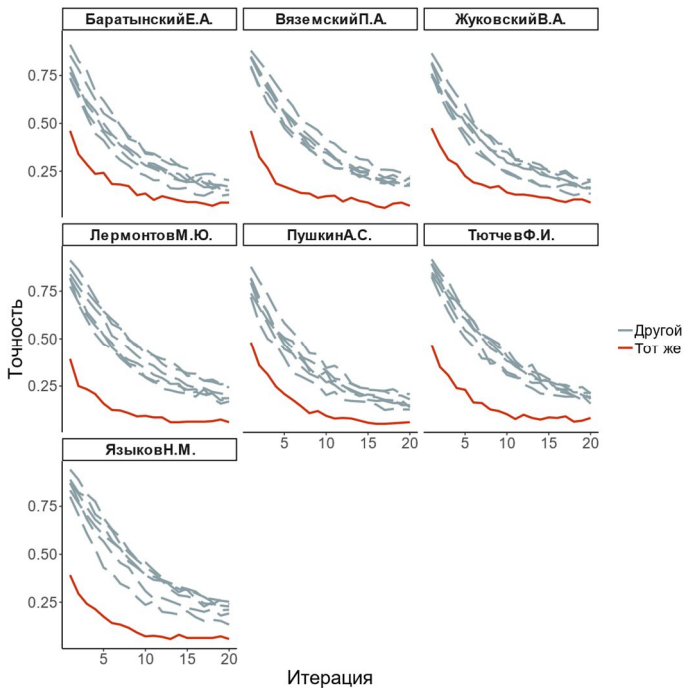 БаратынскийЕ.А. ВяземскийП.А. ЖуковскийВ.А.
0.75
0.50
0.25
ЛермонтовМ.Ю. ПушкинА.С. ТютчевФ.И.
0.75
0.50
0.25
5 10 15 20 5 10 15 20
ЯзыковН.М.
0.75
0.50
0.25
5 10 15 20
Точность
Итерация
Другой
Тот же